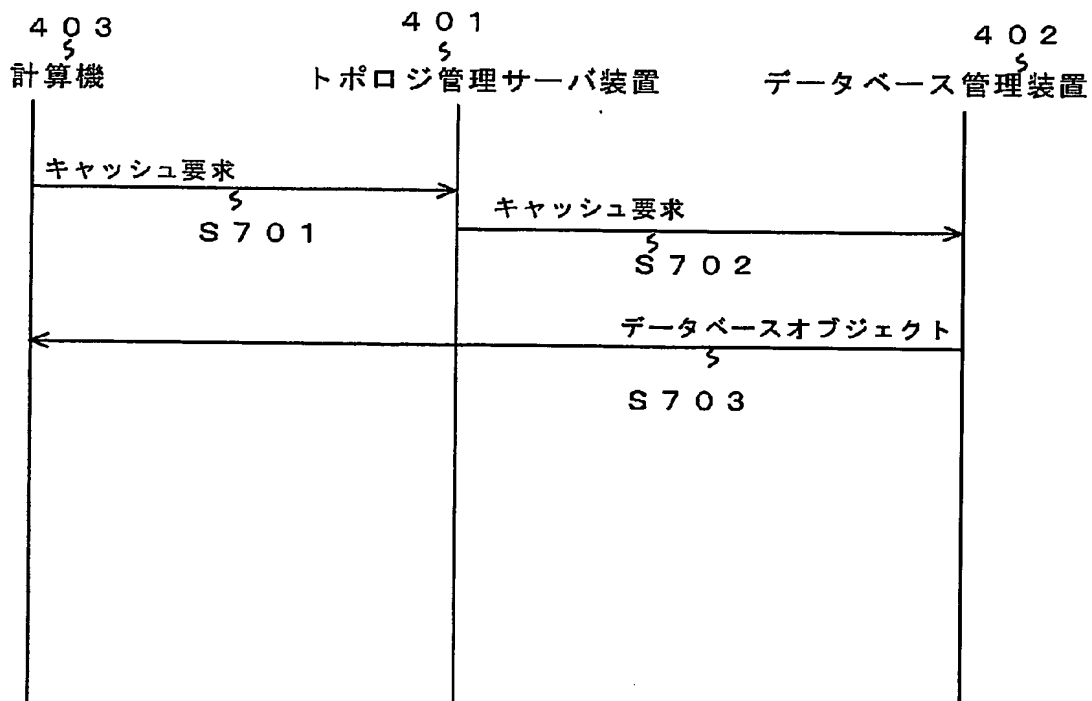 403
401
402
計算機
トポロジ管理サーバ装置
データベース管理装置
キャッシュ要求
S701
キャッシュ要求
S702
データベースオブジェクト
S703